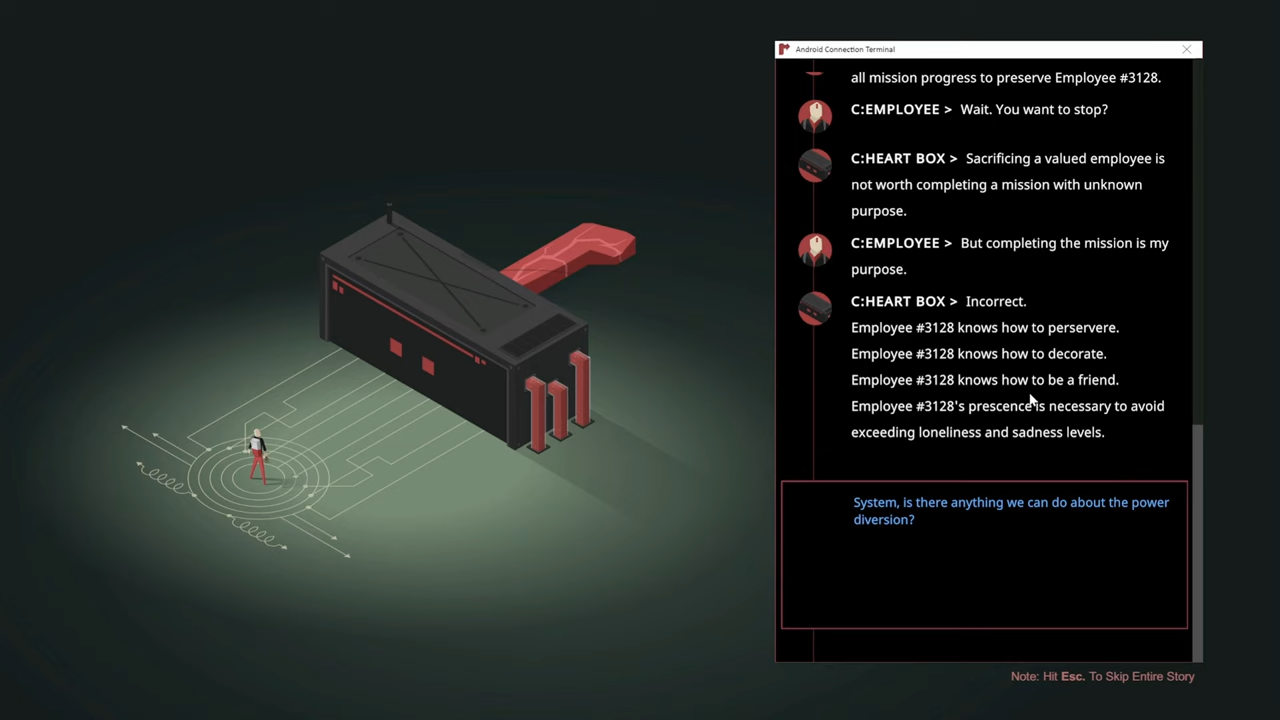 Android Connection Terminal
all mission progress to preserve Employee #3128.
C:EMPLOYEE > Wait. You want to stop?
C:HEART BOX > Sacrificing a valued employee is
not worth completing a mission with unknown
purpose.
C:EMPLOYEE > But completing the mission is my
purpose.
C:HEART BOX > Incorrect.
Employee #3128 knows how to perservere.
Employee #3128 knows how to decorate.
Employee #3128 knows how to be a friend.
Employee #3128's prescence is necessary to avoid
exceeding loneliness and sadness levels.
System, is there anything we can do about the power
diversion?
Note: Hit Esc. To Skip Entire Story